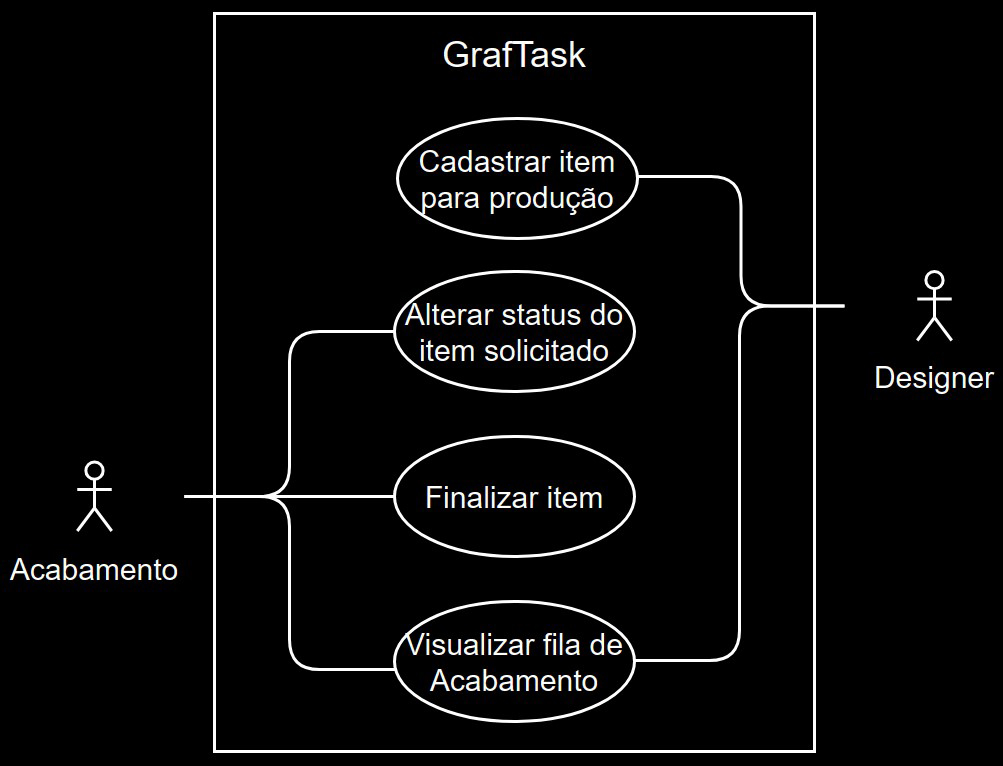 GrafTask
Cadastrar item
para produção
Alterar status do
item solicitado
Designer
Finalizar item
Acabamento
Visualizar fila de
Acabamento